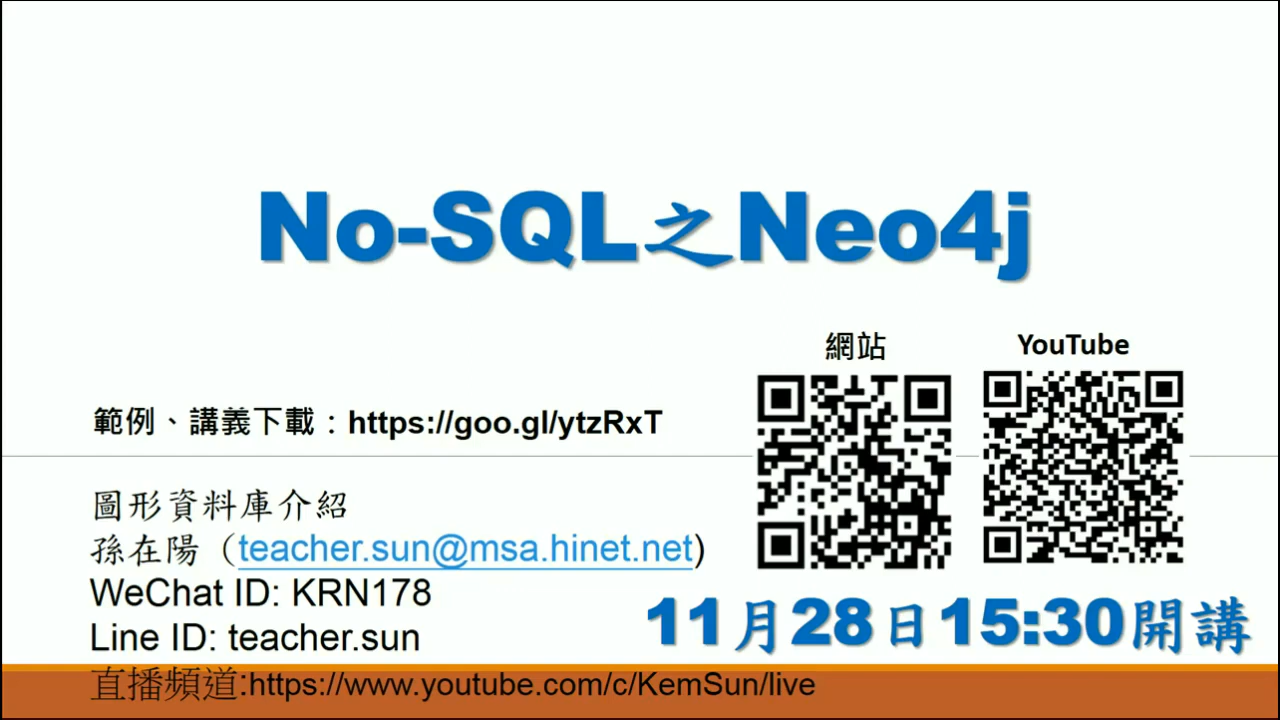 No-SQL之Neo4j
網站
YouTube
範例、講義下載：https://goo.gl/ytzRxT
圖形資料庫介紹
孫在陽（teacher.sun@msa.hinet.net)
WeChat ID: KRN178
Line ID: teacher.sun
11月28日15:30開講
直播頻道:https://www.youtube.com/c/KemSun/live